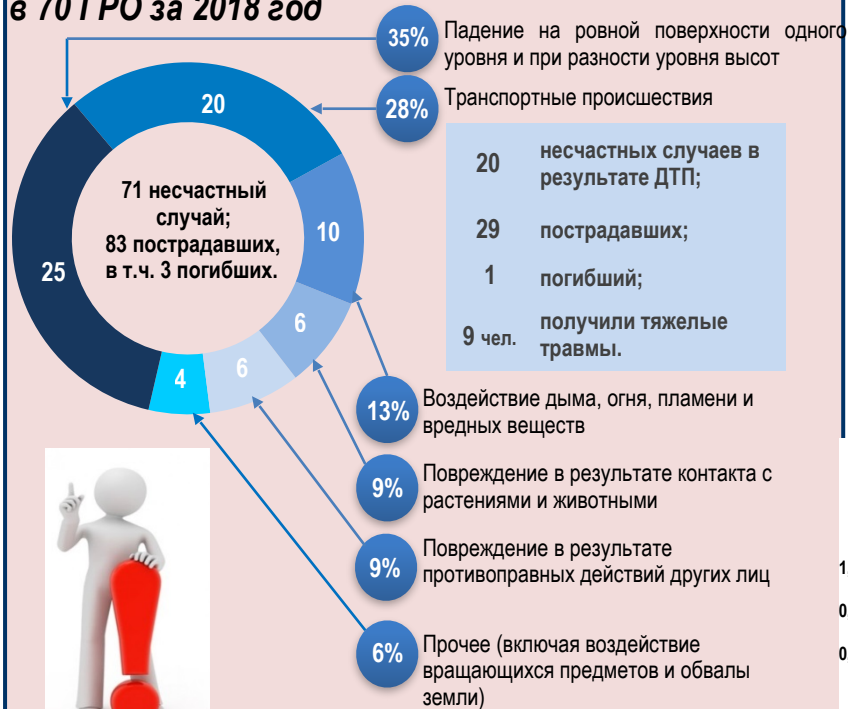 в 70 ГРО за 2018 год
35%
Падение на ровной поверхности одного
уровня и при разности уровня высот
28%
Транспортные происшествия
20
10
6
6
4
25
71 несчастный
случай;
83 пострадавших,
в т.ч. 3 погибших.
20 несчастных случаев в
результате ДТП;
29 пострадавших;
1 погибший;
9 чел. получили тяжелые
травмы.
13%
Воздействие дыма, огня, пламени и
вредных веществ
9%
Повреждение в результате контакта с
растениями и животными
9%
Повреждение в результате
противоправных действий других лиц
6%
Прочее (включая воздействие
вращающихся предметов и обвалы
земли)
1,
0
0